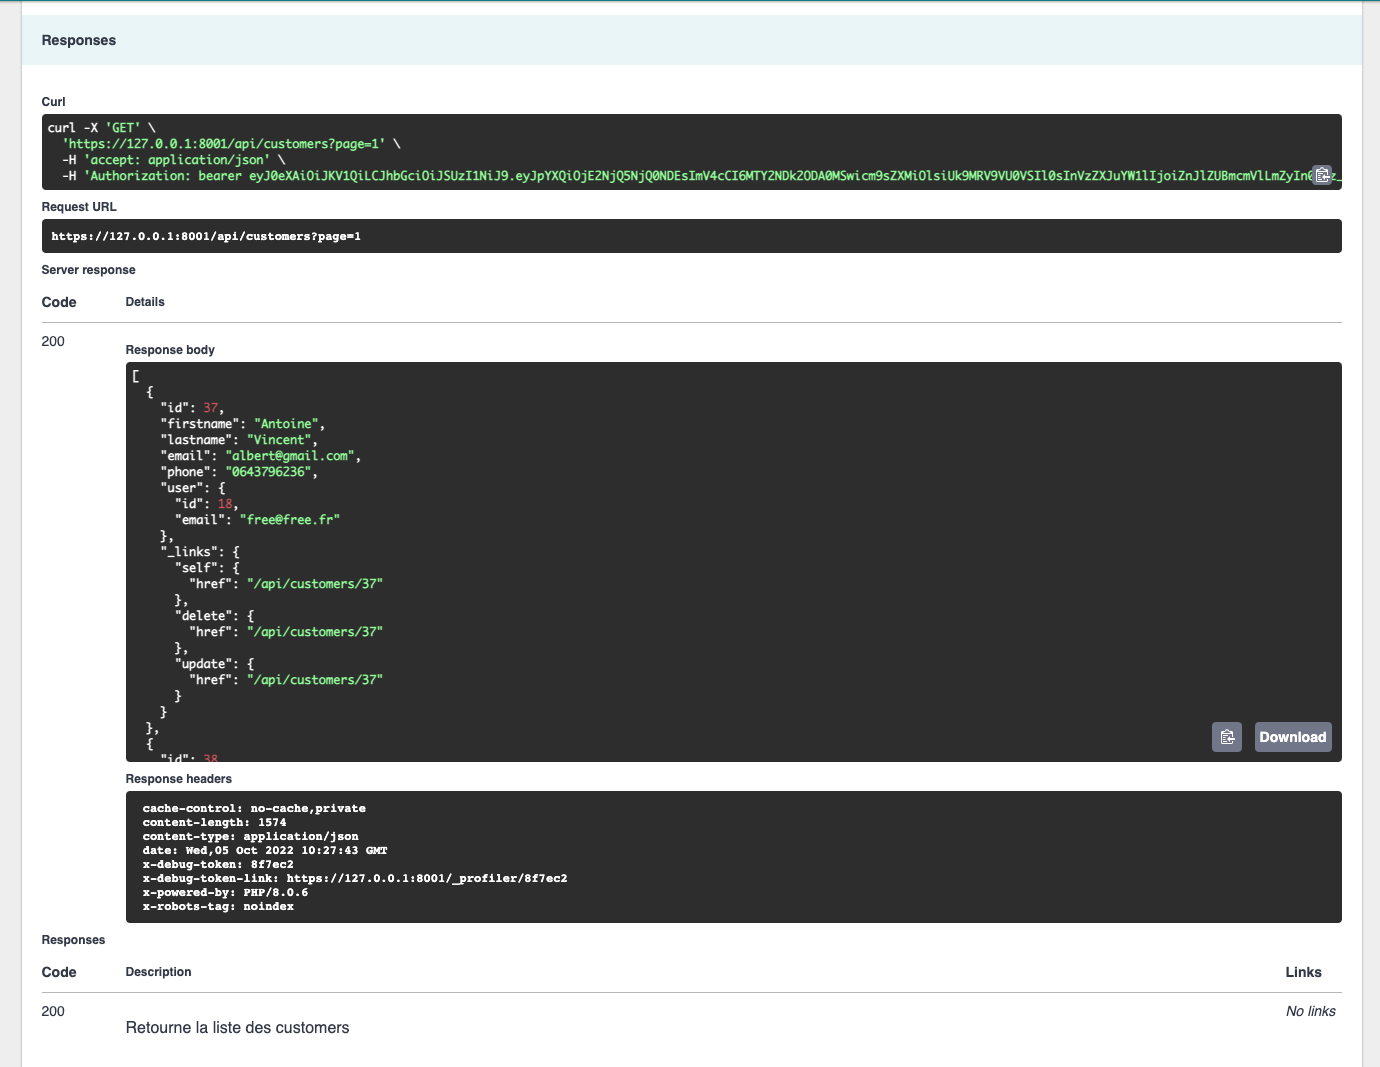 Responses
Curl
curl -X 'GET' \
'https://127.0.0.1:8001/api/customers?page=1' \
-H 'accept: application/json' \
-H 'Authorization: bearer eyJ0eXAiOiJKV1QiLCJhbGciOiJSUzI1NiJ9.eyJpYXQiOjE2NjQ5NjQ0NDEsImV4cCI6MTY2NDk2ODA0MSwicm9sZXMiOlsiUk9MRV9VU0VSIl0sInVzZXJuYW1lIjoiZnJlZUBmcmVlLmZyIn0
Request URL
https://127.0.0.1:8001/api/customers?page=1
Server response
Code Details
200
Response body
[
{
"id": 37,
"firstname": "Antoine",
"lastname": "Vincent",
"email": "albert@gmail.com",
"phone": "0643796236",
"user": {
"id": 18,
"email": "free@free.fr"
},
"_links": {
"self": {
"href": "/api/customers/37"
},
"delete": {
"href": "/api/customers/37"
},
"update": {
"href": "/api/customers/37"
}
}
},
{
"id": 38
Download
Response headers
cache-control: no-cache,private
content-length: 1574
content-type: application/json
date: Wed,05 Oct 2022 10:27:43 GMT
x-debug-token: 8f7ec2
x-debug-token-link: https://127.0.0.1:8001/_profiler/8f7ec2
x-powered-by: PHP/8.0.6
x-robots-tag: noindex
Responses
Code Description Links
200 No links
Retourne la liste des customers